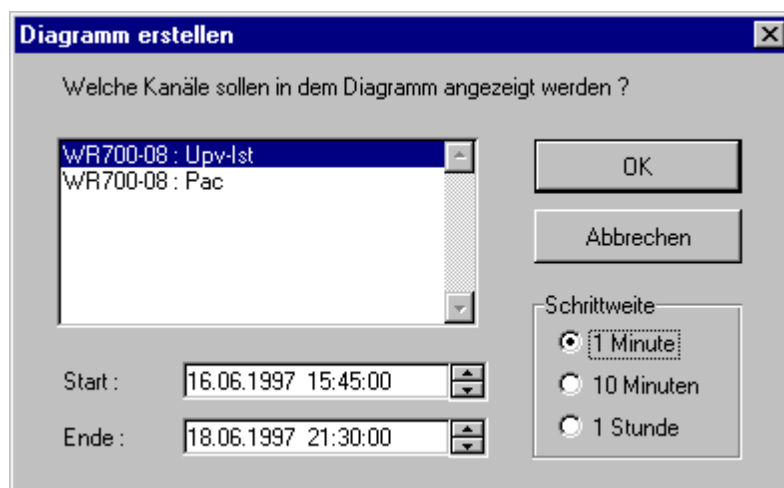 Diagramm erstellen
Welche Kanäle sollen in dem Diagramm angezeigt werden ?
WR700-08 : Upv-Ist
WR700-08 : Pac
OK
Abbrechen
Schrittweite
1 Minute
10 Minuten
1 Stunde
Start : 16.06.1997 15:45:00
Ende : 18.06.1997 21:30:00